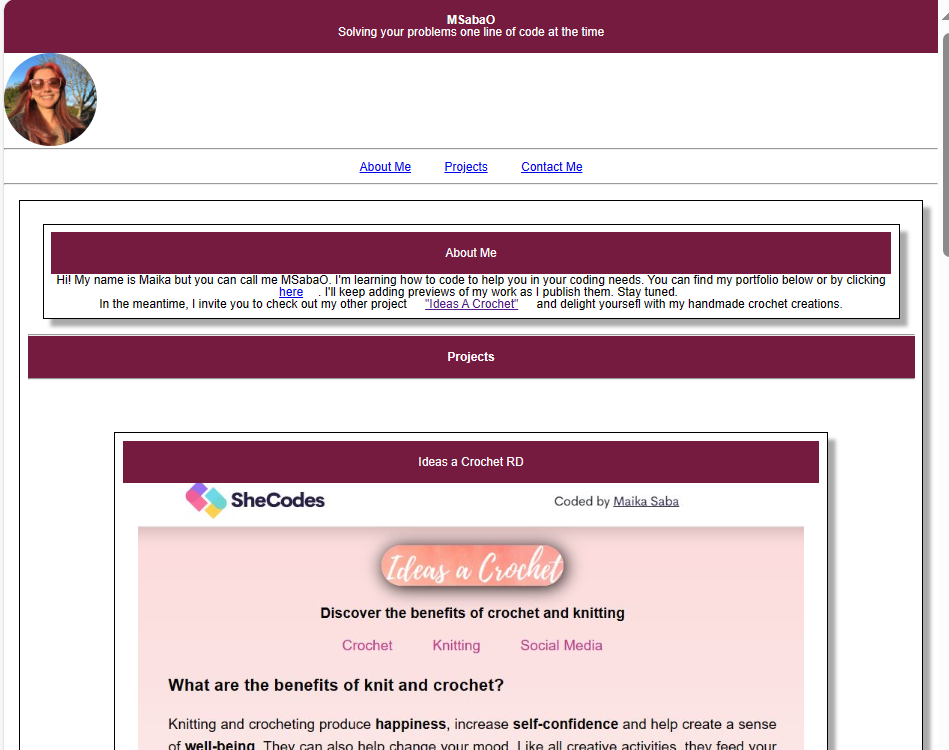 MSabaO
Solving your problems one line of code at the time
About Me Projects Contact Me
About Me
Hi! My name is Maika but you can call me MSabaO. I'm learning how to code to help you in your coding needs. You can find my portfolio below or by clicking
here . I'll keep adding previews of my work as I publish them. Stay tuned.
In the meantime, I invite you to check out my other project "Ideas A Crochet" and delight yoursefl with my handmade crochet creations.
Projects
Ideas a Crochet RD
SheCodes Coded by Maika Saba
Ideas a Crochet
Discover the benefits of crochet and knitting
Crochet Knitting Social Media
What are the benefits of knit and crochet?
Knitting and crocheting produce happiness, increase self-confidence and help create a sense
of well-being. They can also help change your mood. Like all creative activities, they feed your